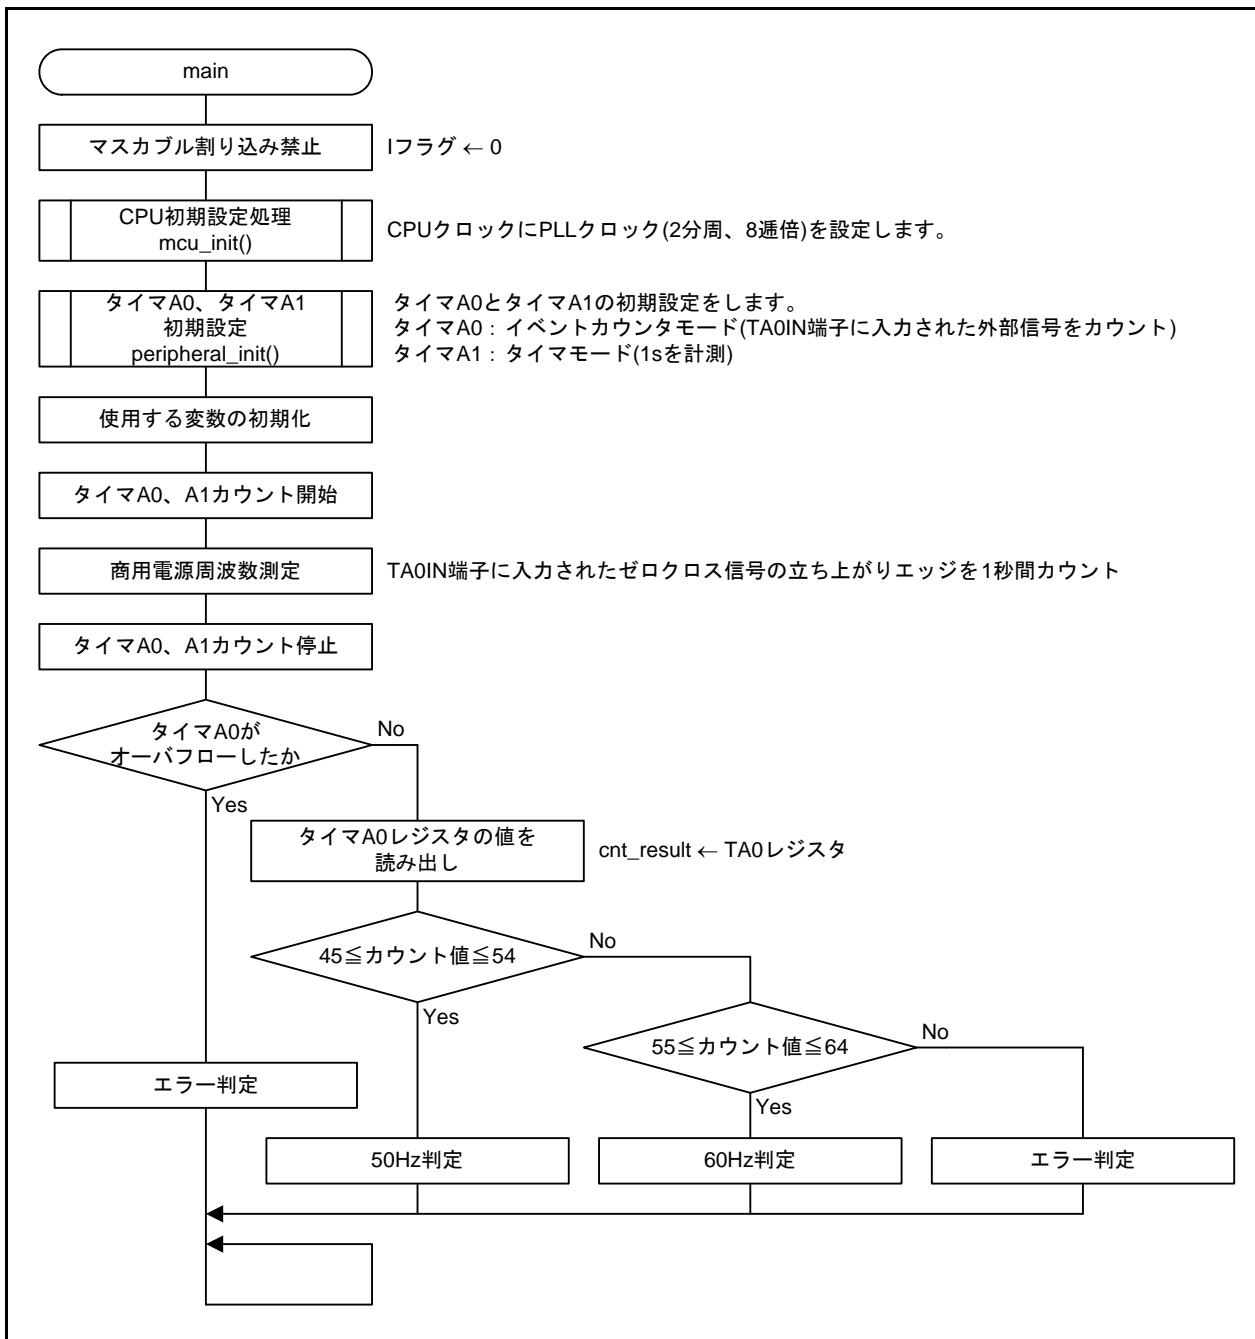 main
マスカブル割り込み禁止
Iフラグ ← 0
CPU初期設定処理
mcu_init()
CPUクロックにPLLクロック(2分周、8逓倍)を設定します。
タイマA0、タイマA1
初期設定
peripheral_init()
タイマA0とタイマA1の初期設定をします。
タイマA0：イベントカウンタモード(TA0IN端子に入力された外部信号をカウント)
タイマA1：タイマモード(1sを計測)
使用する変数の初期化
タイマA0、A1カウント開始
商用電源周波数測定
TA0IN端子に入力されたゼロクロス信号の立ち上がりエッジを1秒間カウント
タイマA0、A1カウント停止
タイマA0が
オーバフローしたか
No
Yes
タイマA0レジスタの値を
読み出し
cnt_result ← TA0レジスタ
45≦カウント値≦54
No
Yes
55≦カウント値≦64
No
Yes
エラー判定
50Hz判定
60Hz判定
エラー判定